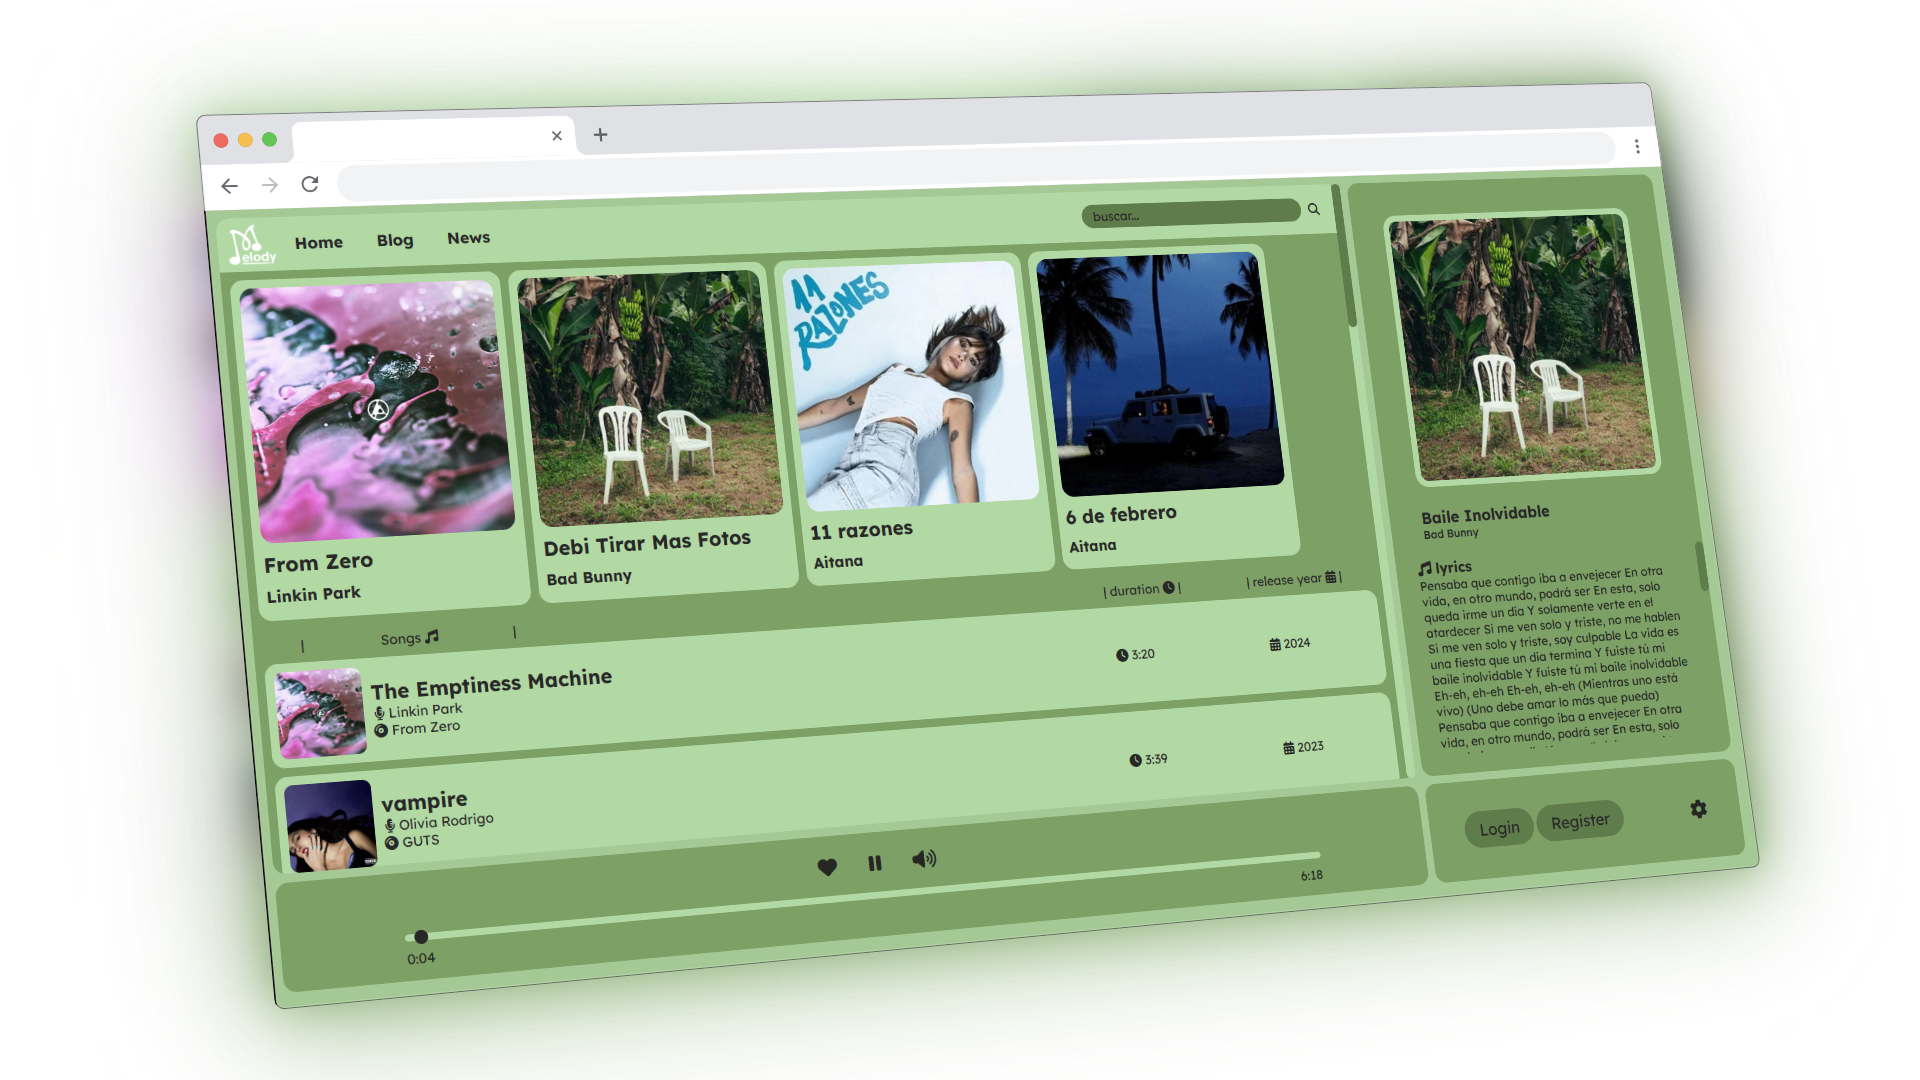 Melody
Home Blog News
buscar...
11
RAZONES
From Zero
Linkin Park
Debi Tirar Mas Fotos
Bad Bunny
11 razones
Aitana
6 de febrero
Aitana
| Songs | | duration | | release year |
The Emptiness Machine
Linkin Park
From Zero
3:20
2024
vampire
Olivia Rodrigo
GUTS
3:39
2023
0:04
6:18
Baile Inolvidable
Bad Bunny
lyrics
Pensaba que contigo iba a envejecer En otra
vida, en otro mundo, podrá ser En esta, solo
queda irme un día Y solamente verte en el
atardecer Si me ven solo y triste, no me hablen
Si me ven solo y triste, soy culpable La vida es
una fiesta que un día termina Y fuiste tú mi
baile inolvidable Y fuiste tú mi baile inolvidable
Eh-eh, eh-eh Eh-eh, eh-eh (Mientras uno está
vivo) (Uno debe amar lo más que pueda)
Pensaba que contigo iba a envejecer En otra
vida, en otro mundo, podrá ser En esta, solo
Login
Register